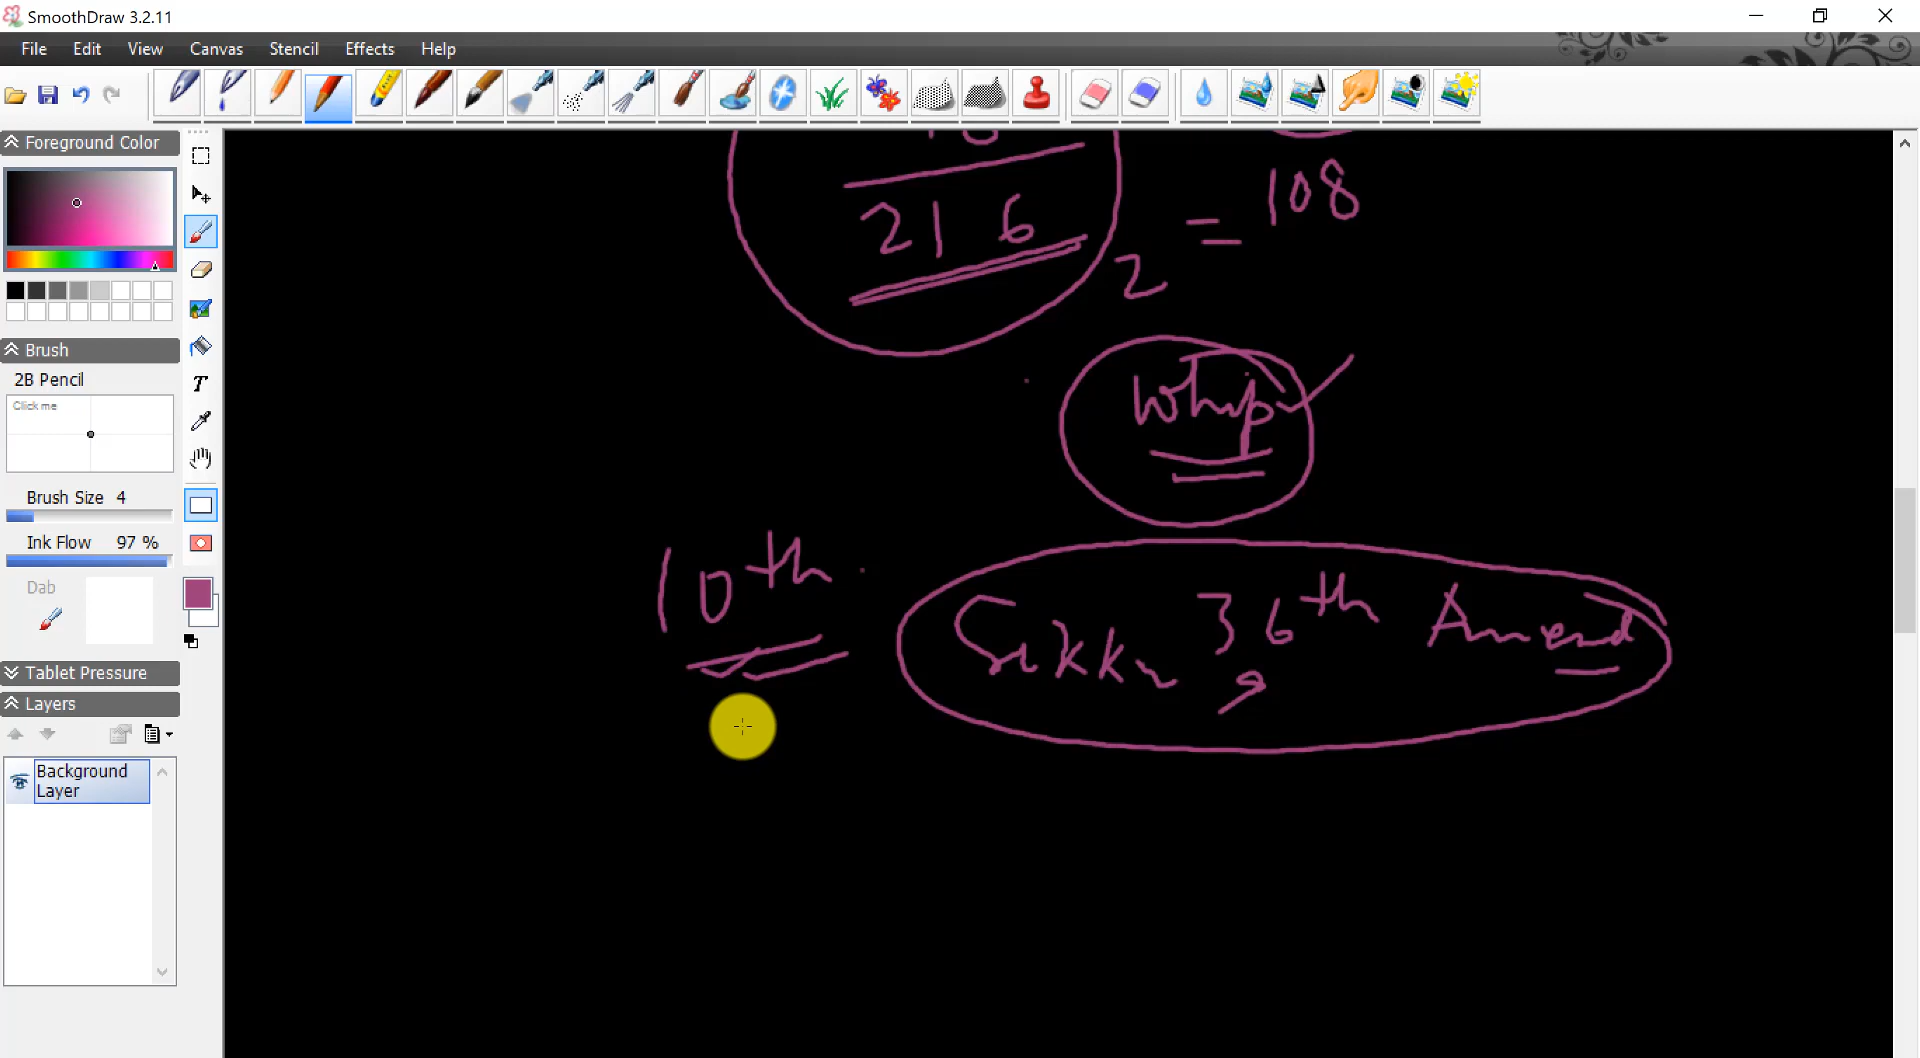 SmoothDraw 3.2.11
File Edit View Canvas Stencil Effects Help
Foreground Color
Brush
2B Pencil
Click me
Brush Size 4
Ink Flow 97 %
Dab
Tablet Pressure
Layers
Background
Layer
216
2 = 108
Whip
10th
Sikkm 36th Amend